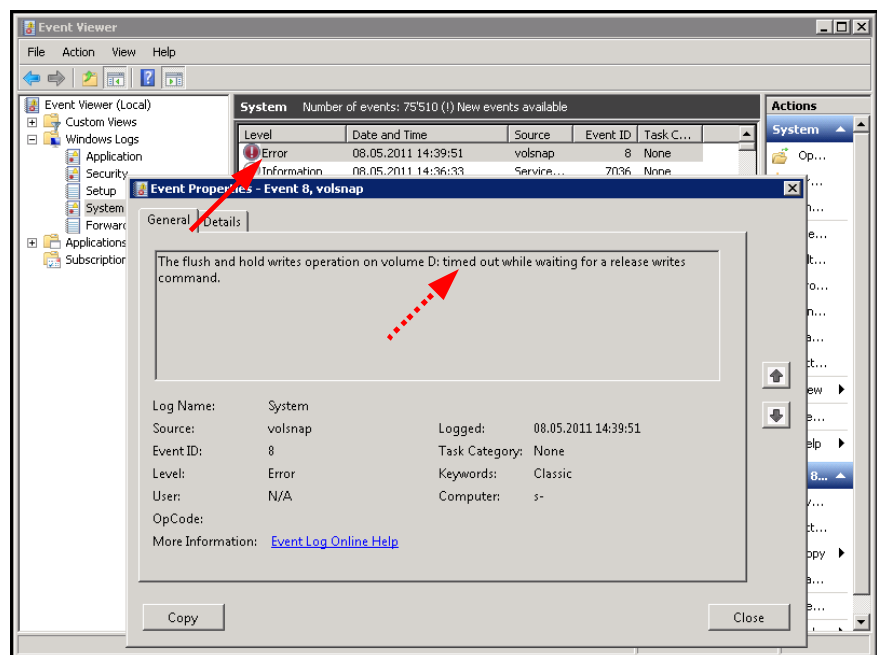 Event Viewer
File Action View Help
Event Viewer (Local)
Custom Views
Windows Logs
Application
Security
Setup
System
Forwar
Applications
Subscription
System Number of events: 75'510 (!) New events available
Level Date and Time Source Event ID Task C...
Error 08.05.2011 14:39:51 volsnap 8 None
Information 08.05.2011 14:36:33 Service... 7036 None
Actions
System
Op...
Event Properties - Event 8, volsnap
General Details
The flush and hold writes operation on volume D: timed out while waiting for a release writes
command.
Log Name: System
Source: volsnap Logged: 08.05.2011 14:39:51
Event ID: 8 Task Category: None
Level: Error Keywords: Classic
User: N/A Computer: s-
OpCode:
More Information: Event Log Online Help
Copy Close
8...